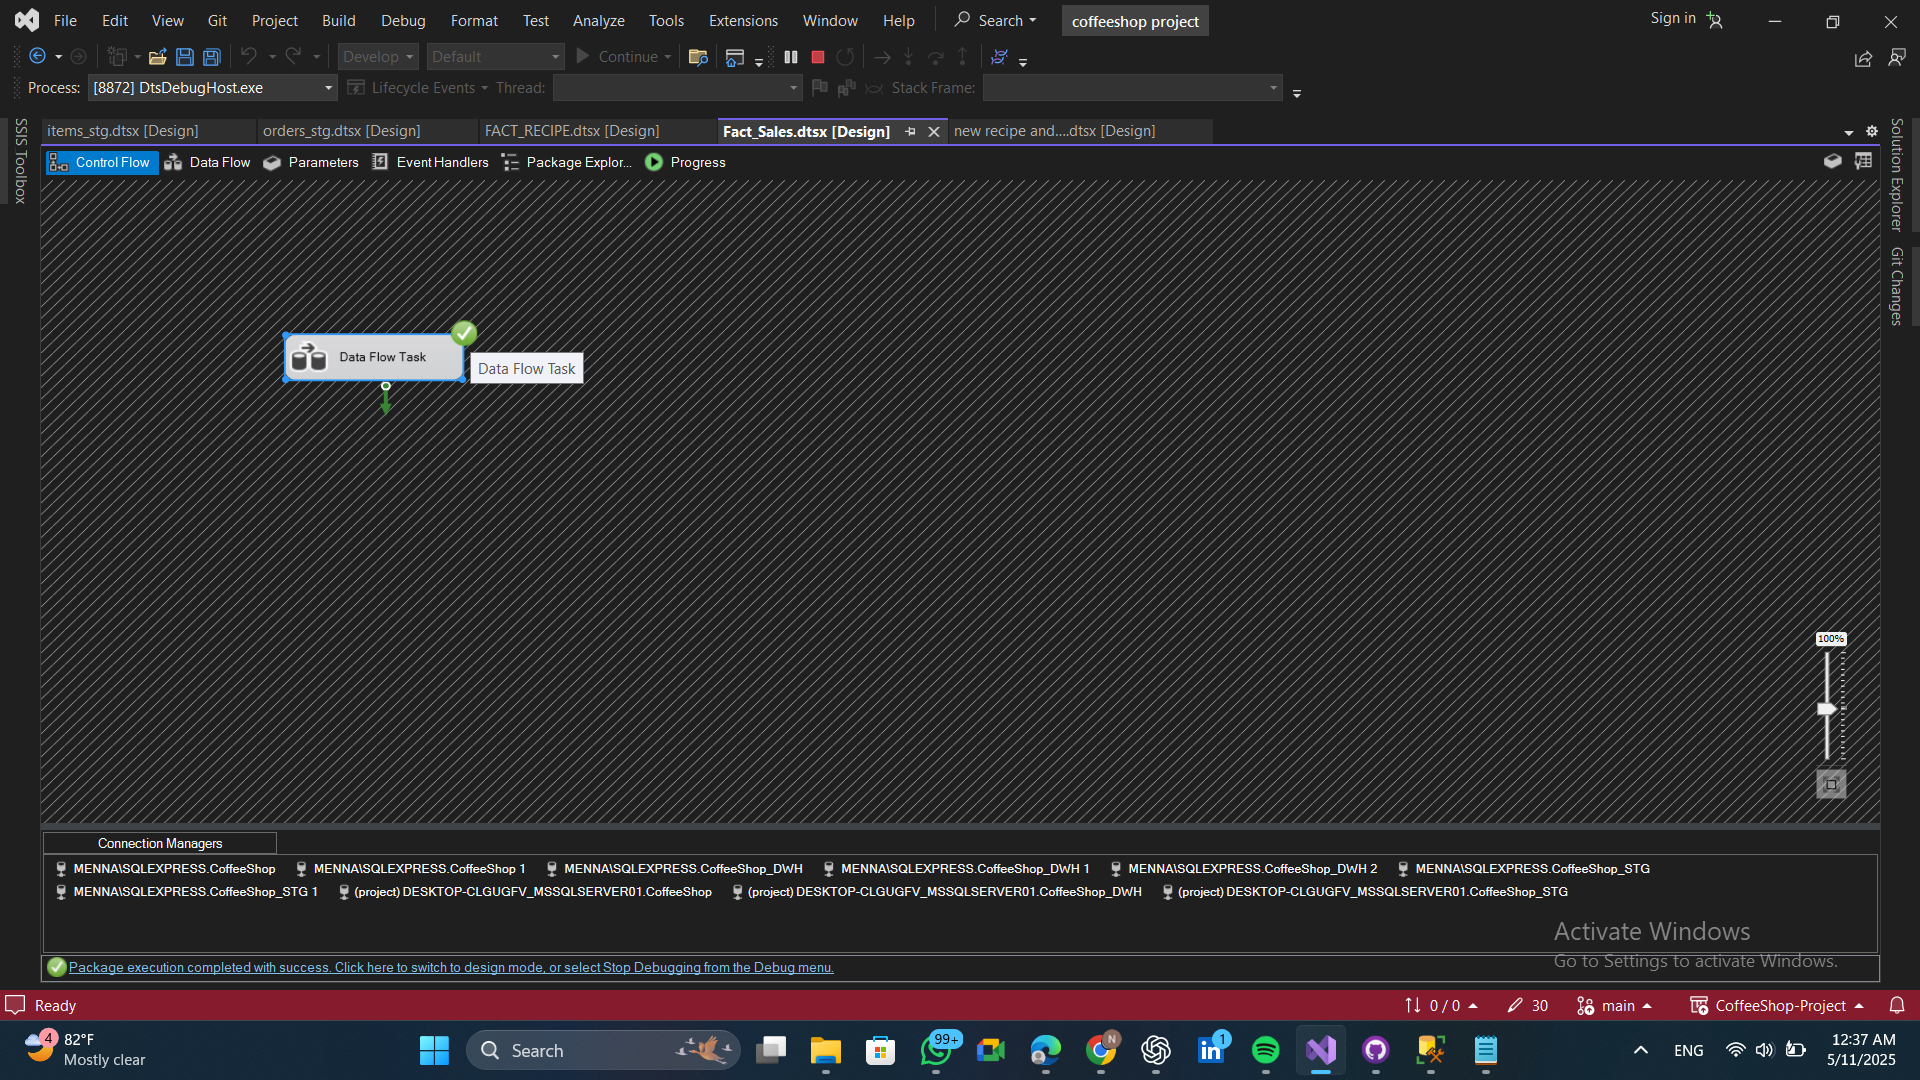 File Edit View Git Project Build Debug Format Test Analyze Tools Extensions Window Help Search coffeeshop project Sign in
Develop Default Continue
Process: [8872] DtsDebugHost.exe Lifecycle Events Thread: Stack Frame:
items_stg.dtsx [Design] orders_stg.dtsx [Design] FACT_RECIPE.dtsx [Design] Fact_Sales.dtsx [Design] new recipe and....dtsx [Design]
Control Flow Data Flow Parameters Event Handlers Package Explor... Progress
SSIS Toolbox
Solution Explorer
Git Changes
Data Flow Task
Data Flow Task
100%
Connection Managers
MENNA\SQLEXPRESS.CoffeeShop MENNA\SQLEXPRESS.CoffeeShop 1 MENNA\SQLEXPRESS.CoffeeShop_DWH MENNA\SQLEXPRESS.CoffeeShop_DWH 1 MENNA\SQLEXPRESS.CoffeeShop_DWH 2 MENNA\SQLEXPRESS.CoffeeShop_STG
MENNA\SQLEXPRESS.CoffeeShop_STG 1 (project) DESKTOP-CLGUGFV_MSSQLSERVER01.CoffeeShop (project) DESKTOP-CLGUGFV_MSSQLSERVER01.CoffeeShop_DWH (project) DESKTOP-CLGUGFV_MSSQLSERVER01.CoffeeShop_STG
Activate Windows
Go to Settings to activate Windows.
Package execution completed with success. Click here to switch to design mode, or select Stop Debugging from the Debug menu.
Ready 0 / 0 30 main CoffeeShop-Project
4 82°F
Mostly clear
Search 99+ N 1 ENG
12:37 AM
5/11/2025